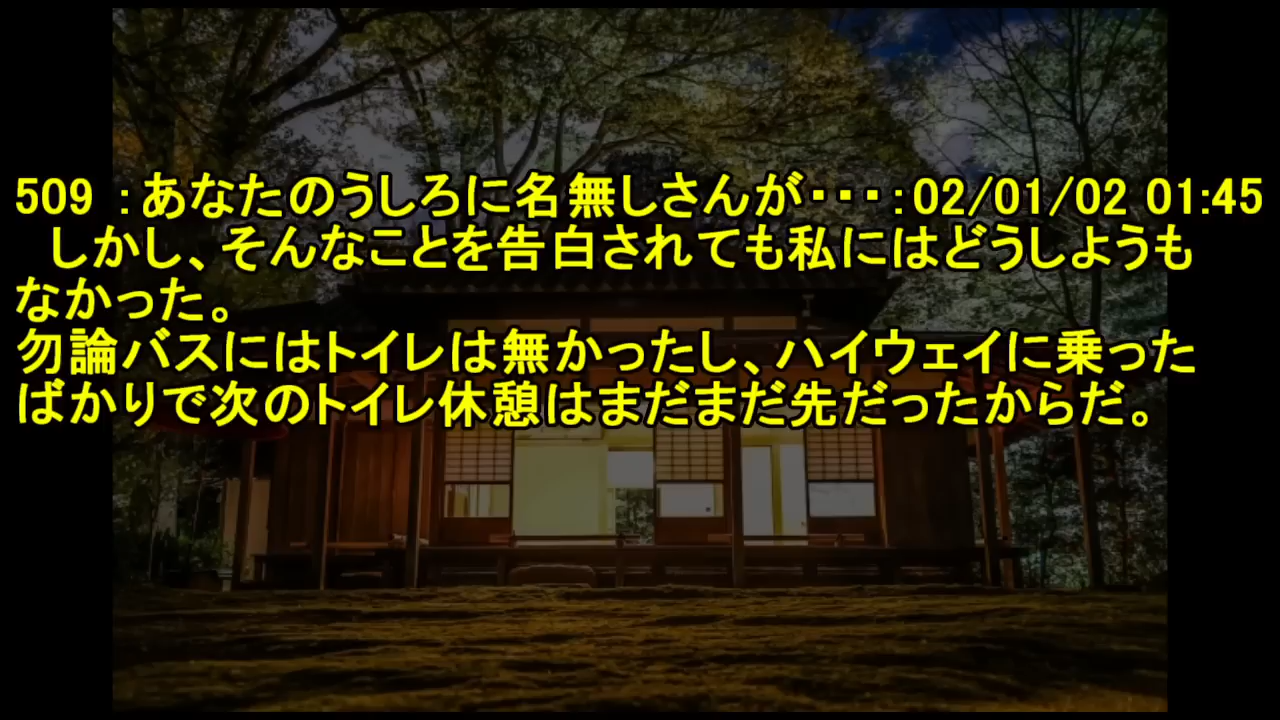 509 ：あなたのうしろに名無しさんが・・・：02/01/02 01:45
　しかし、そんなことを告白されても私にはどうしようも
なかった。
勿論バスにはトイレは無かったし、ハイウェイに乗った
ばかりで次のトイレ休憩はまだまだ先だったからだ。